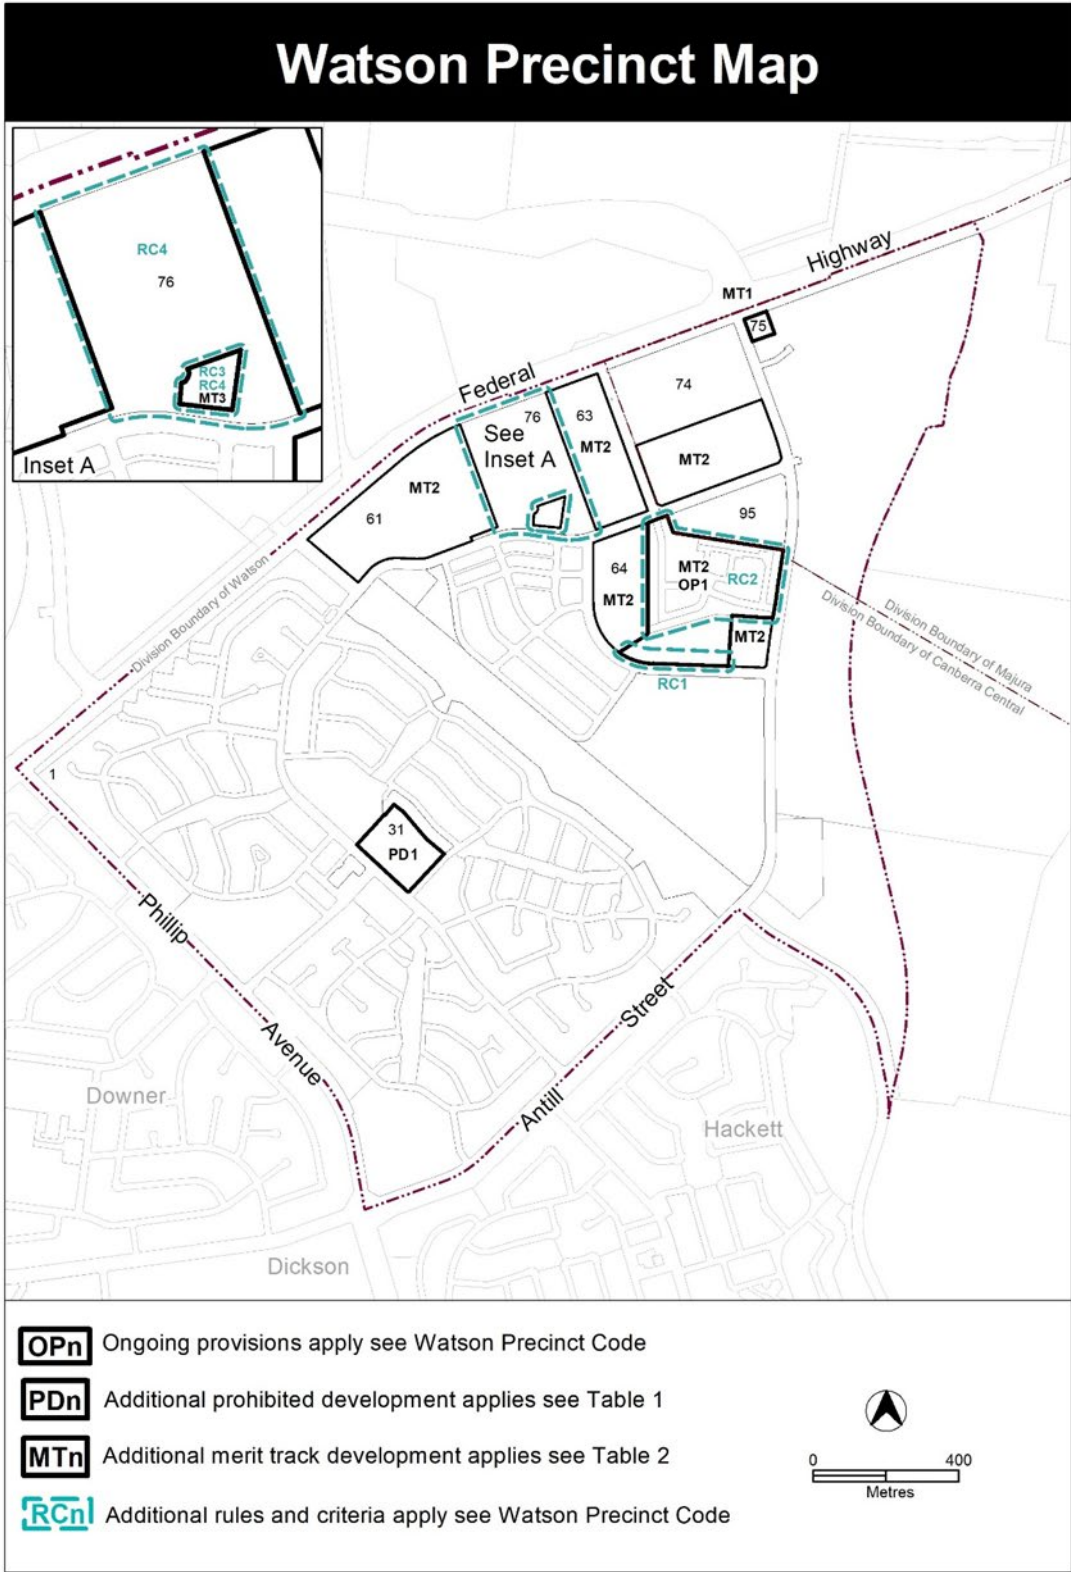 Watson Precinct Map
RC4
76
RC3
RC4
MT3
Inset A
Highway
MT1
75
Federal
74
76
63
See
Inset A
MT2
MT2
MT2
61
95
64
MT2
MT2
OP1
RC2
MT2
RC1
Division Boundary of Watson
Division Boundary of Majura
Division Boundary of Canberra Central
1
31
PD1
Phillip
Avenue
Street
Antill
Downer
Hackett
Dickson
OPn Ongoing provisions apply see Watson Precinct Code
PDn Additional prohibited development applies see Table 1
MTn Additional merit track development applies see Table 2
RCn Additional rules and criteria apply see Watson Precinct Code
0 400
Metres